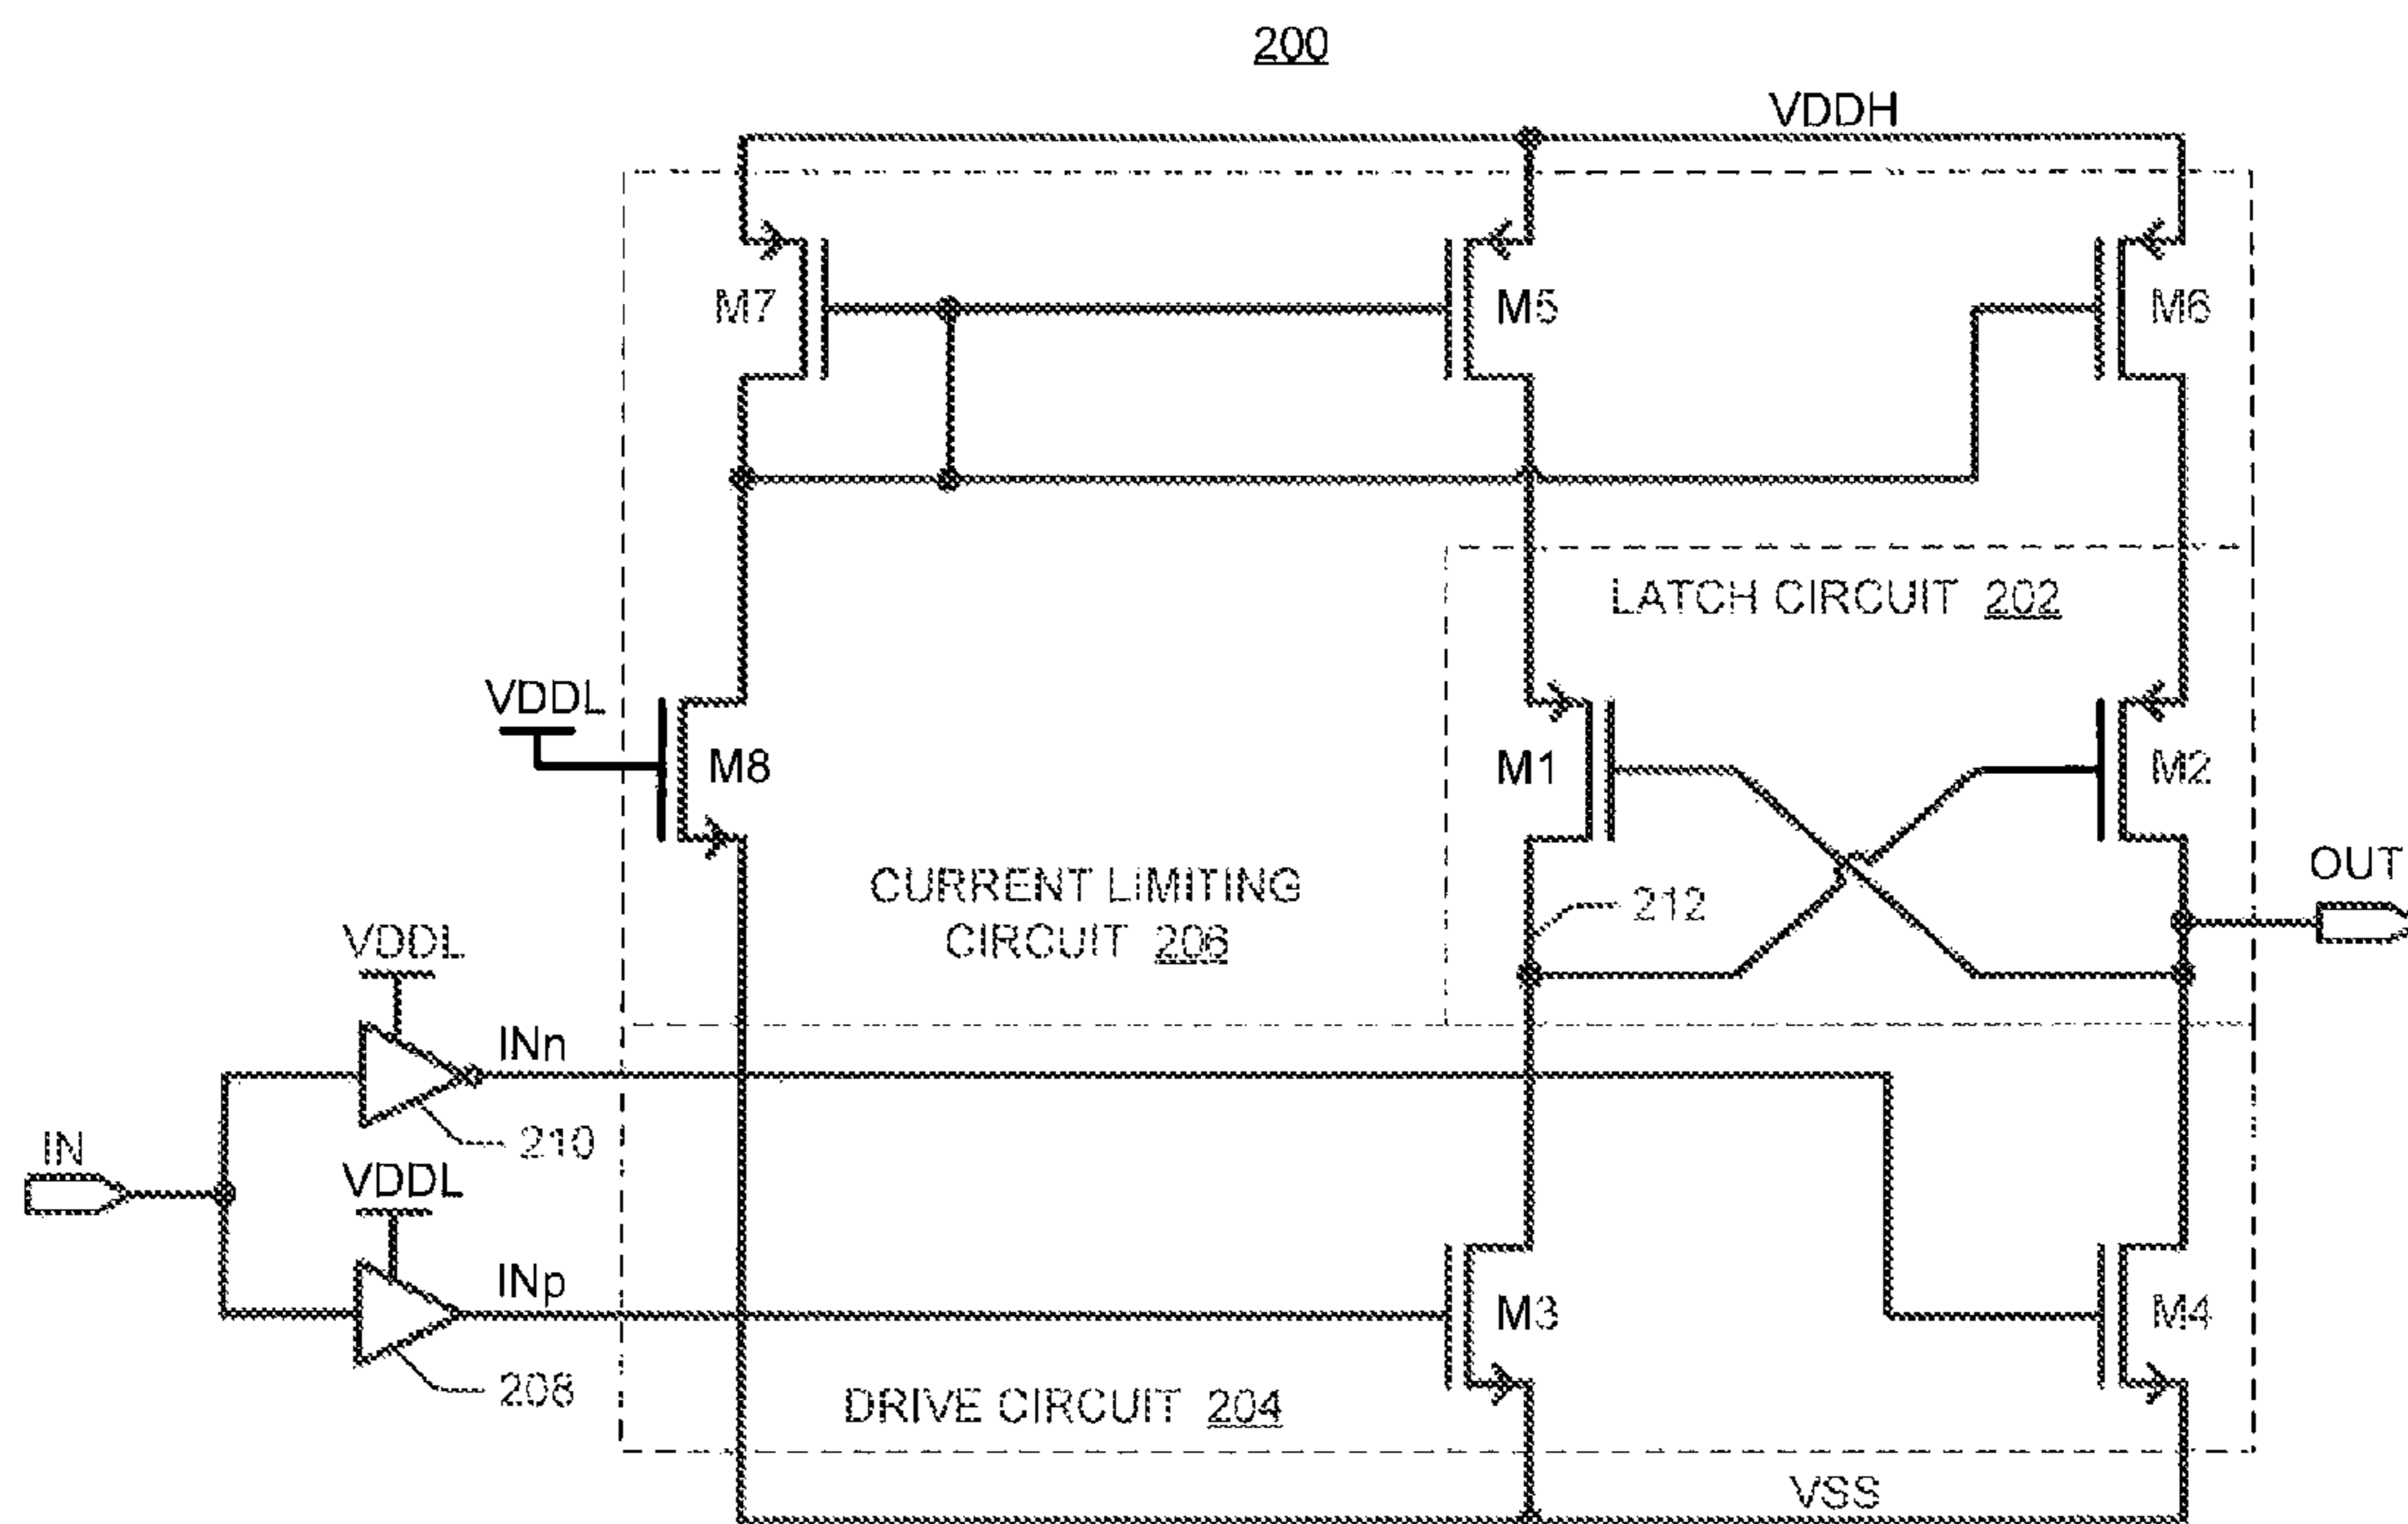 200
VDDH
M7
M5
M6
LATCH CIRCUIT 202
VDDL
M8
M1
M2
CURRENT LIMITING
CIRCUIT 206
212
OUT
VDDL
INn
210
IN
VDDL
INp
M3
M4
208
DRIVE CIRCUIT 204
VSS